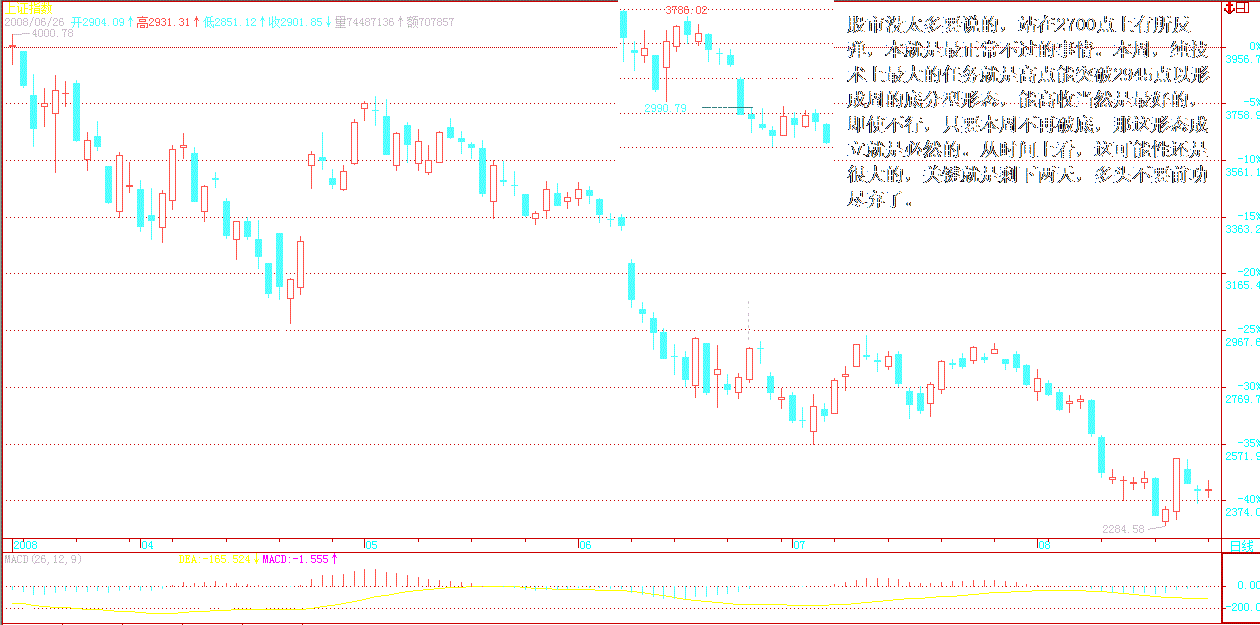 上证指数
2008/06/26 开2904.09↑ 高2931.31↑ 低2851.12↑ 收2901.85↓ 量74487136↑ 额707857
4000.78
3786.02
2990.79
股市没太多要说的，站在2700点上有所反
弹，本就是最正常不过的事情。本周，纯技
术上最大的任务就是高点能突破2945点以形
成周的底分型形态，能高收当然是最好的，
即使不行，只要本周不再破底，那这形态成
立就是必然的。从时间上看，这可能性还是
很大的，关键就是剩下两天，多头不要前功
尽弃了。
0%
3956.7
-5%
3758.9
-10%
3561.1
-15%
3363.2
-20%
3165.4
-25%
2967.6
-30%
2769.7
-35%
2571.9
-40%
2374.0
2284.58
2008 04 05 06 07 08 日线
MACD(26,12,9) DEA:-185.524↓ MACD:-1.555↑
0.00
-200.0